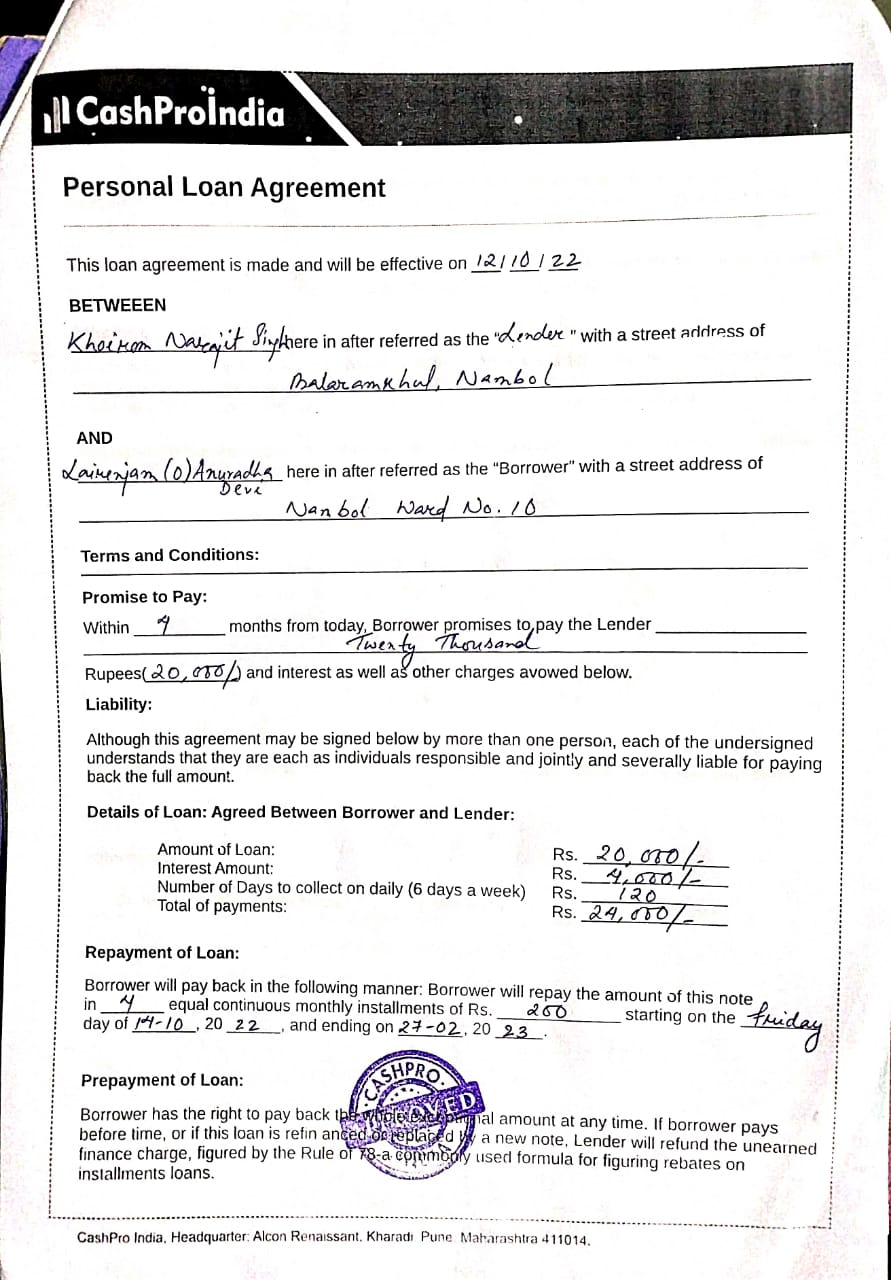 CashProIndia
Personal Loan Agreement
This loan agreement is made and will be effective on 12/10/22
BETWEEEN
Khoirom Narajit Singh here in after referred as the "Lender" with a street address of
Balaramkhul, Nambol
AND
Lairenjam (O) Anuradha here in after referred as the "Borrower" with a street address of
Devi
Nanbol Ward No. 10
Terms and Conditions:
Promise to Pay:
Within 4 months from today, Borrower promises to pay the Lender
Twenty Thousand
Rupees(20,000/-) and interest as well as other charges avowed below.
Liability:
Although this agreement may be signed below by more than one person, each of the undersigned
understands that they are each as individuals responsible and jointly and severally liable for paying
back the full amount.
Details of Loan: Agreed Between Borrower and Lender:
Amount of Loan: Rs. 20,000/-
Interest Amount: Rs. 4,000/-
Number of Days to collect on daily (6 days a week) Rs. 120
Total of payments: Rs. 24,000/-
Repayment of Loan:
Borrower will pay back in the following manner: Borrower will repay the amount of this note
in 4 equal continuous monthly installments of Rs. 200 starting on the Friday
day of 14-10, 20 22, and ending on 27-02, 20 23.
Prepayment of Loan:
CASHPRO
Borrower has the right to pay back the whole amount at any time. If borrower pays
before time, or if this loan is refin anced or replaced by a new note, Lender will refund the unearned
finance charge, figured by the Rule of 78-a commonly used formula for figuring rebates on
installments loans.
CashPro India, Headquarter: Alcon Renaissant, Kharadi Pune Maharashtra 411014.